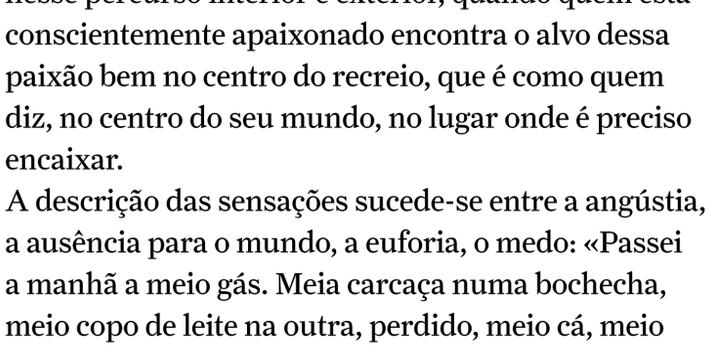 nesse percurso interior e exterior, quando quem está
conscientemente apaixonado encontra o alvo dessa
paixão bem no centro do recreio, que é como quem
diz, no centro do seu mundo, no lugar onde é preciso
encaixar.
A descrição das sensações sucede-se entre a angústia,
a ausência para o mundo, a euforia, o medo: «Passei
a manhã a meio gás. Meia carcaça numa bochecha,
meio copo de leite na outra, perdido, meio cá, meio